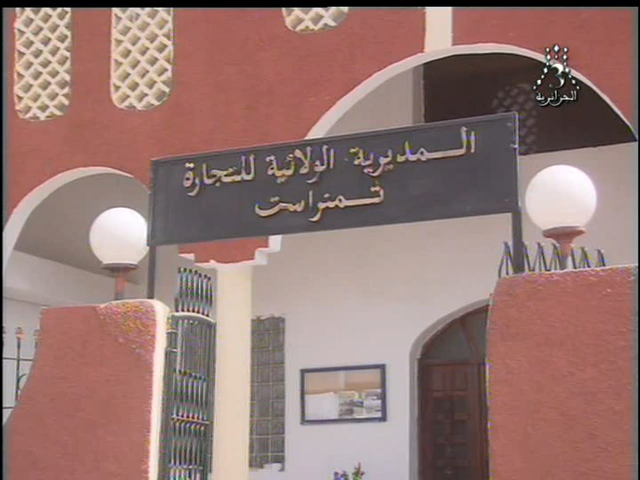 المديرية الولائية للتجارة
تمنراست
الجزائرية